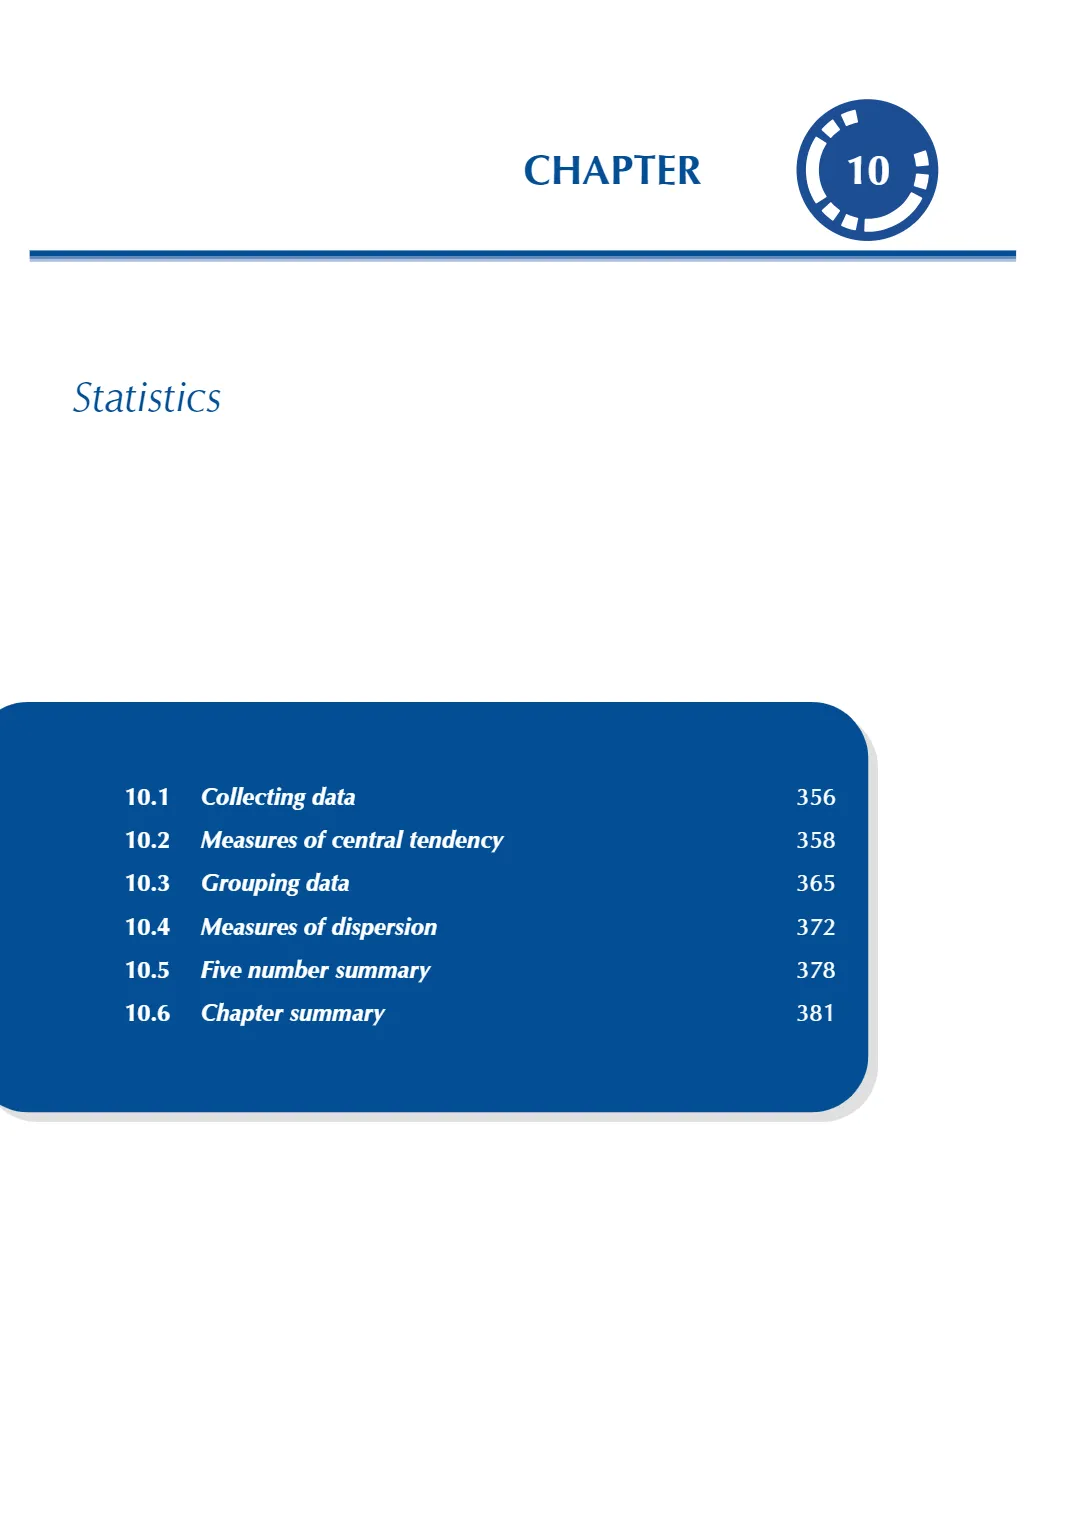 CHAPTER 10
Statistics
10.1 Collecting data 356
10.2 Measures of central tendency 358
10.3 Grouping data 365
10.4 Measures of dispersion 372
10.5 Five number summary 378
10.6 Chapter summary 381